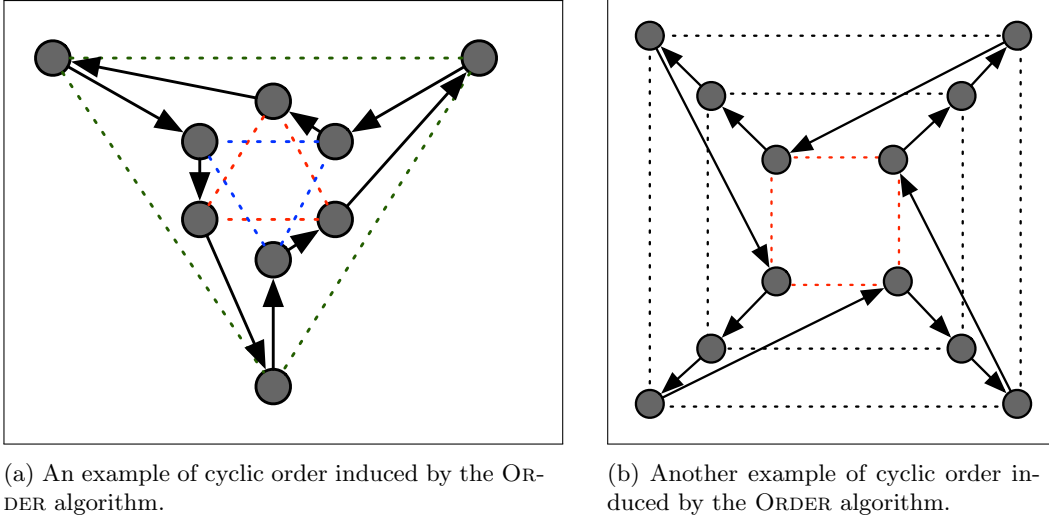 (a) An example of cyclic order induced by the OR-
DER algorithm.
(b) Another example of cyclic order in-
duced by the ORDER algorithm.